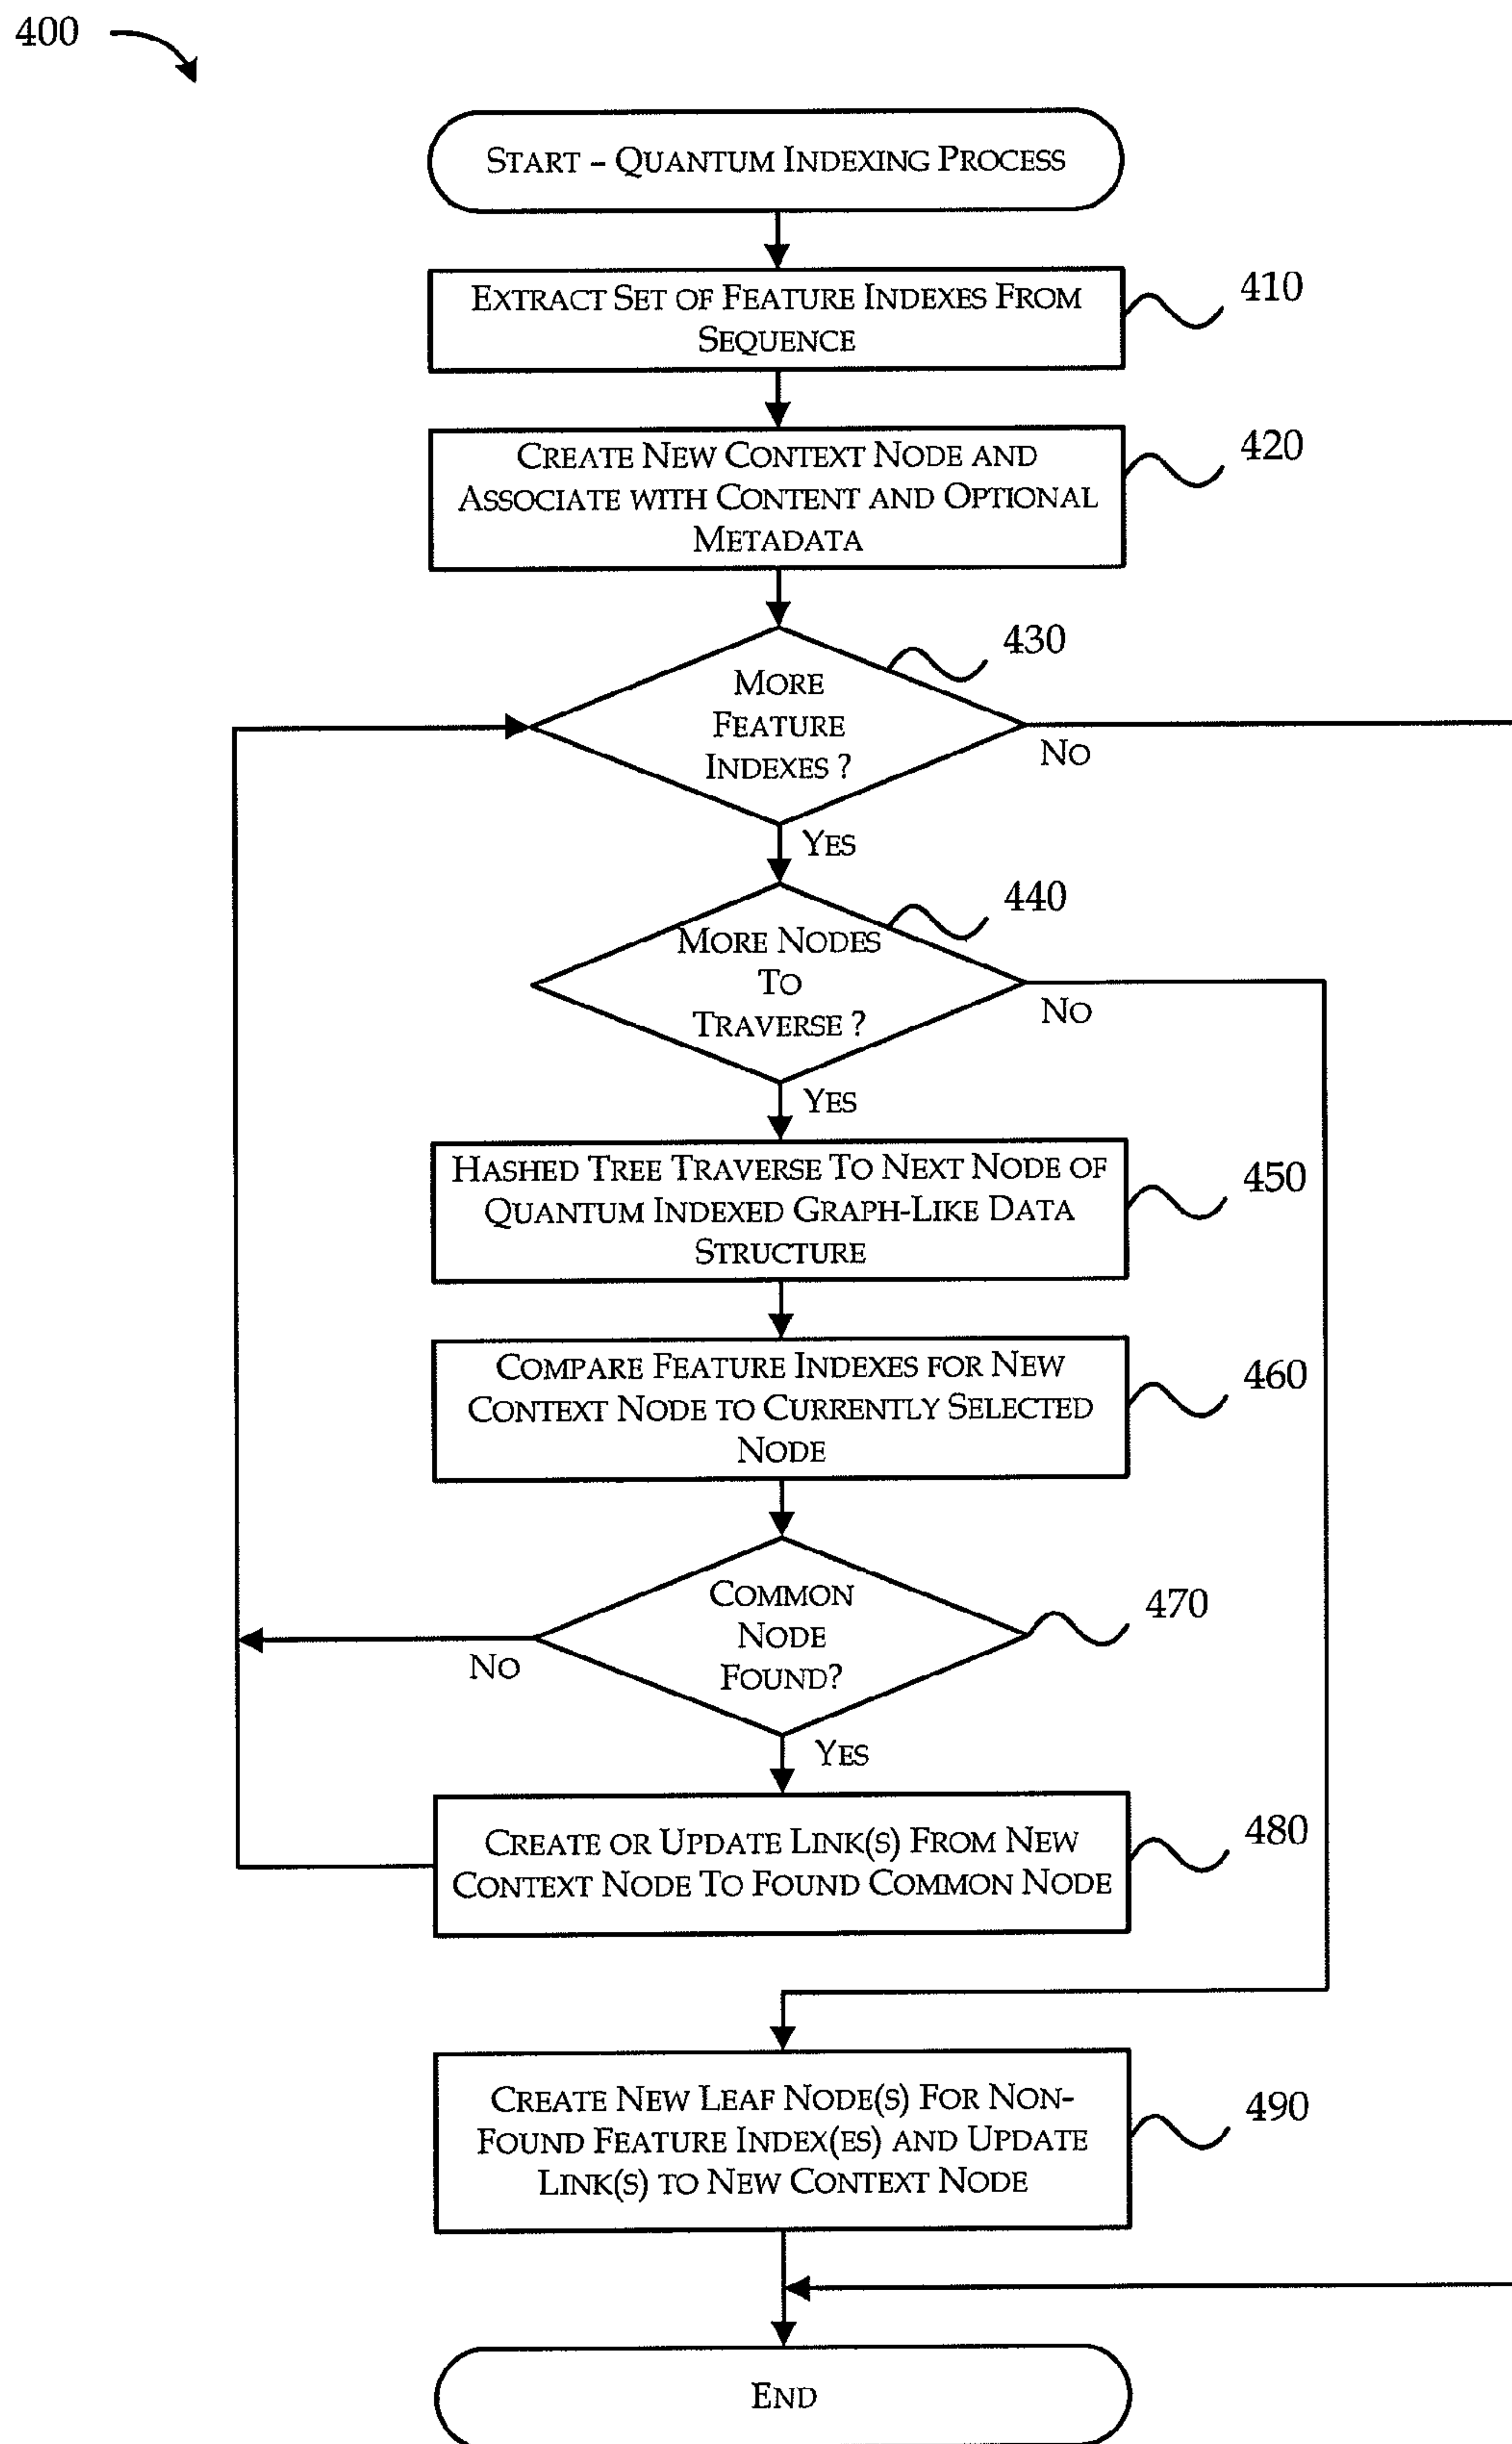 400
START – QUANTUM INDEXING PROCESS
EXTRACT SET OF FEATURE INDEXES FROM
SEQUENCE
410
CREATE NEW CONTEXT NODE AND
ASSOCIATE WITH CONTENT AND OPTIONAL
METADATA
420
MORE
FEATURE
INDEXES ?
430
NO
YES
MORE NODES
TO
TRAVERSE ?
440
NO
YES
HASHED TREE TRAVERSE TO NEXT NODE OF
QUANTUM INDEXED GRAPH-LIKE DATA
STRUCTURE
450
COMPARE FEATURE INDEXES FOR NEW
CONTEXT NODE TO CURRENTLY SELECTED
NODE
460
COMMON
NODE
FOUND?
470
NO
YES
CREATE OR UPDATE LINK(S) FROM NEW
CONTEXT NODE TO FOUND COMMON NODE
480
CREATE NEW LEAF NODE(S) FOR NON-
FOUND FEATURE INDEX(ES) AND UPDATE
LINK(S) TO NEW CONTEXT NODE
490
END